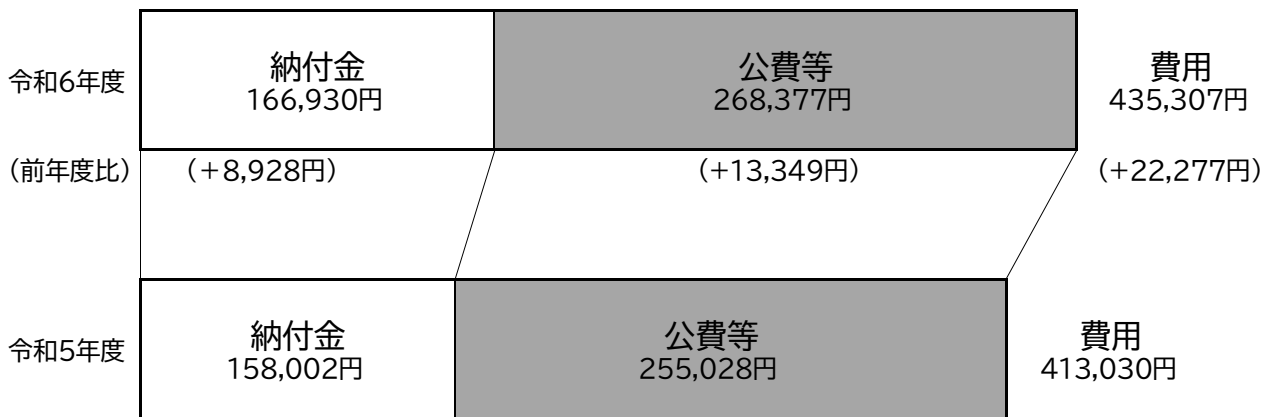 納付金
公費等
費用
令和6年度
166,930円
268,377円
435,307円
(前年度比)
(+8,928円)
(+13,349円)
(+22,277円)
納付金
公費等
費用
令和5年度
158,002円
255,028円
413,030円